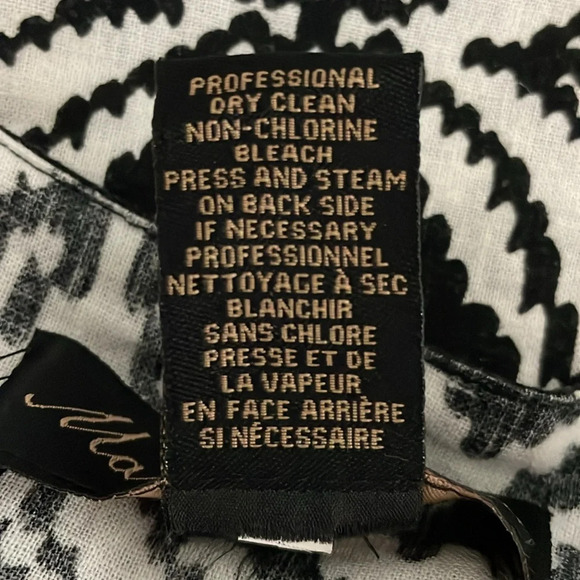 PROFESSIONAL
DRY CLEAN
NON-CHLORINE
BLEACH
PRESS AND STEAM
ON BACK SIDE
IF NECESSARY
PROFESSIONNEL
NETTOYAGE À SEC
BLANCHIR
SANS CHLORE
PRESSE ET DE
LA VAPEUR
EN FACE ARRIÈRE
SI NÉCESSAIRE